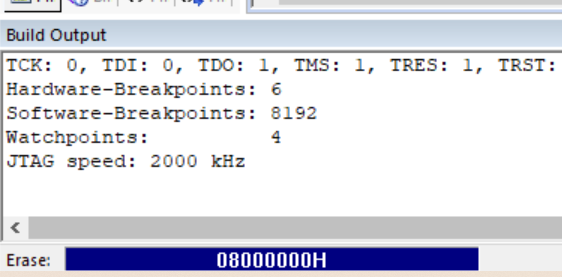 Build Output
TCK: 0, TDI: 0, TDO: 1, TMS: 1, TRES: 1, TRST:
Hardware-Breakpoints: 6
Software-Breakpoints: 8192
Watchpoints: 4
JTAG speed: 2000 kHz
<
Erase: 08000000H